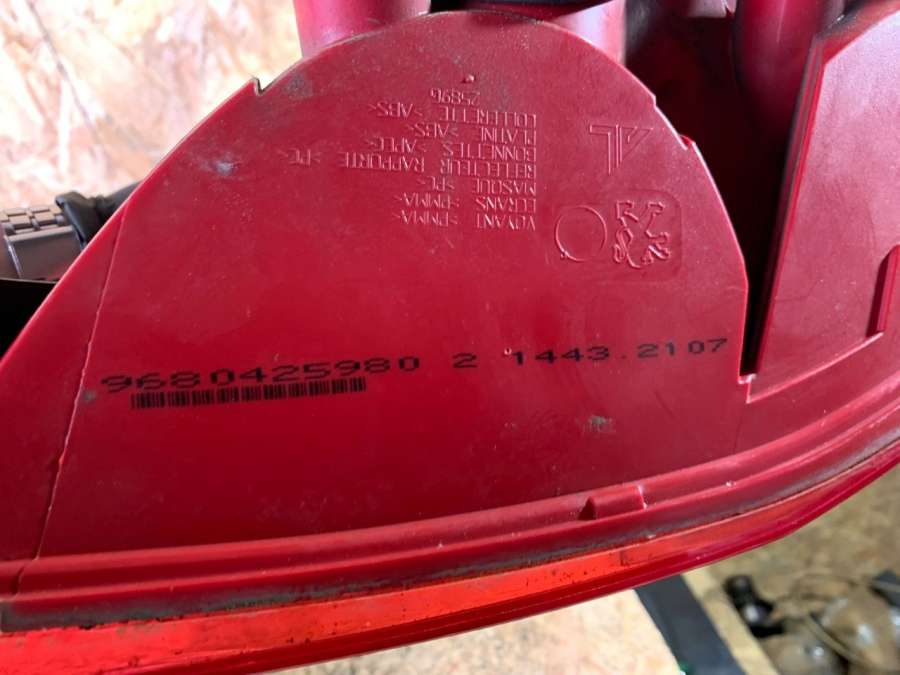 VOYANT >PMMA<
ECRANS >PMMA<
MASQUE >PC<
REFLECTEUR RAPPORTE >PC<
BONNETTES >APEC<
PLATINE >ABS<
COLLERETTE >ABS<
25896
9680425980 2 1443.2107